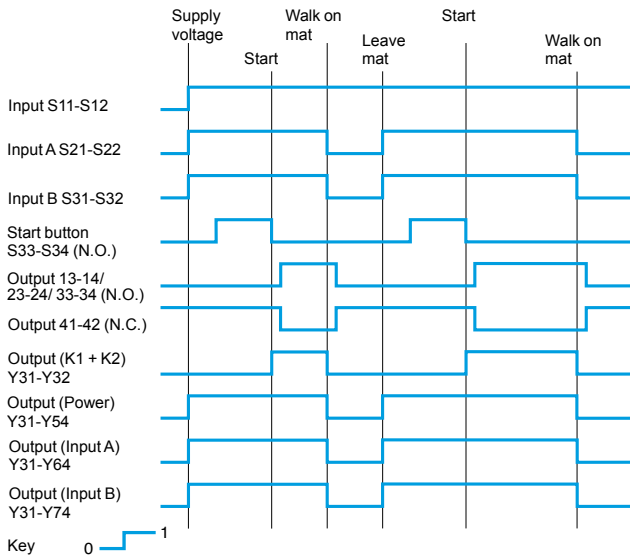 Supply
voltage
Start
Walk on
mat
Leave
mat
Start
Walk on
mat
Input S11-S12
Input A S21-S22
Input B S31-S32
Start button
S33-S34 (N.O.)
Output 13-14/
23-24/ 33-34 (N.O.)
Output 41-42 (N.C.)
Output (K1 + K2)
Y31-Y32
Output (Power)
Y31-Y54
Output (Input A)
Y31-Y64
Output (Input B)
Y31-Y74
Key 0 1